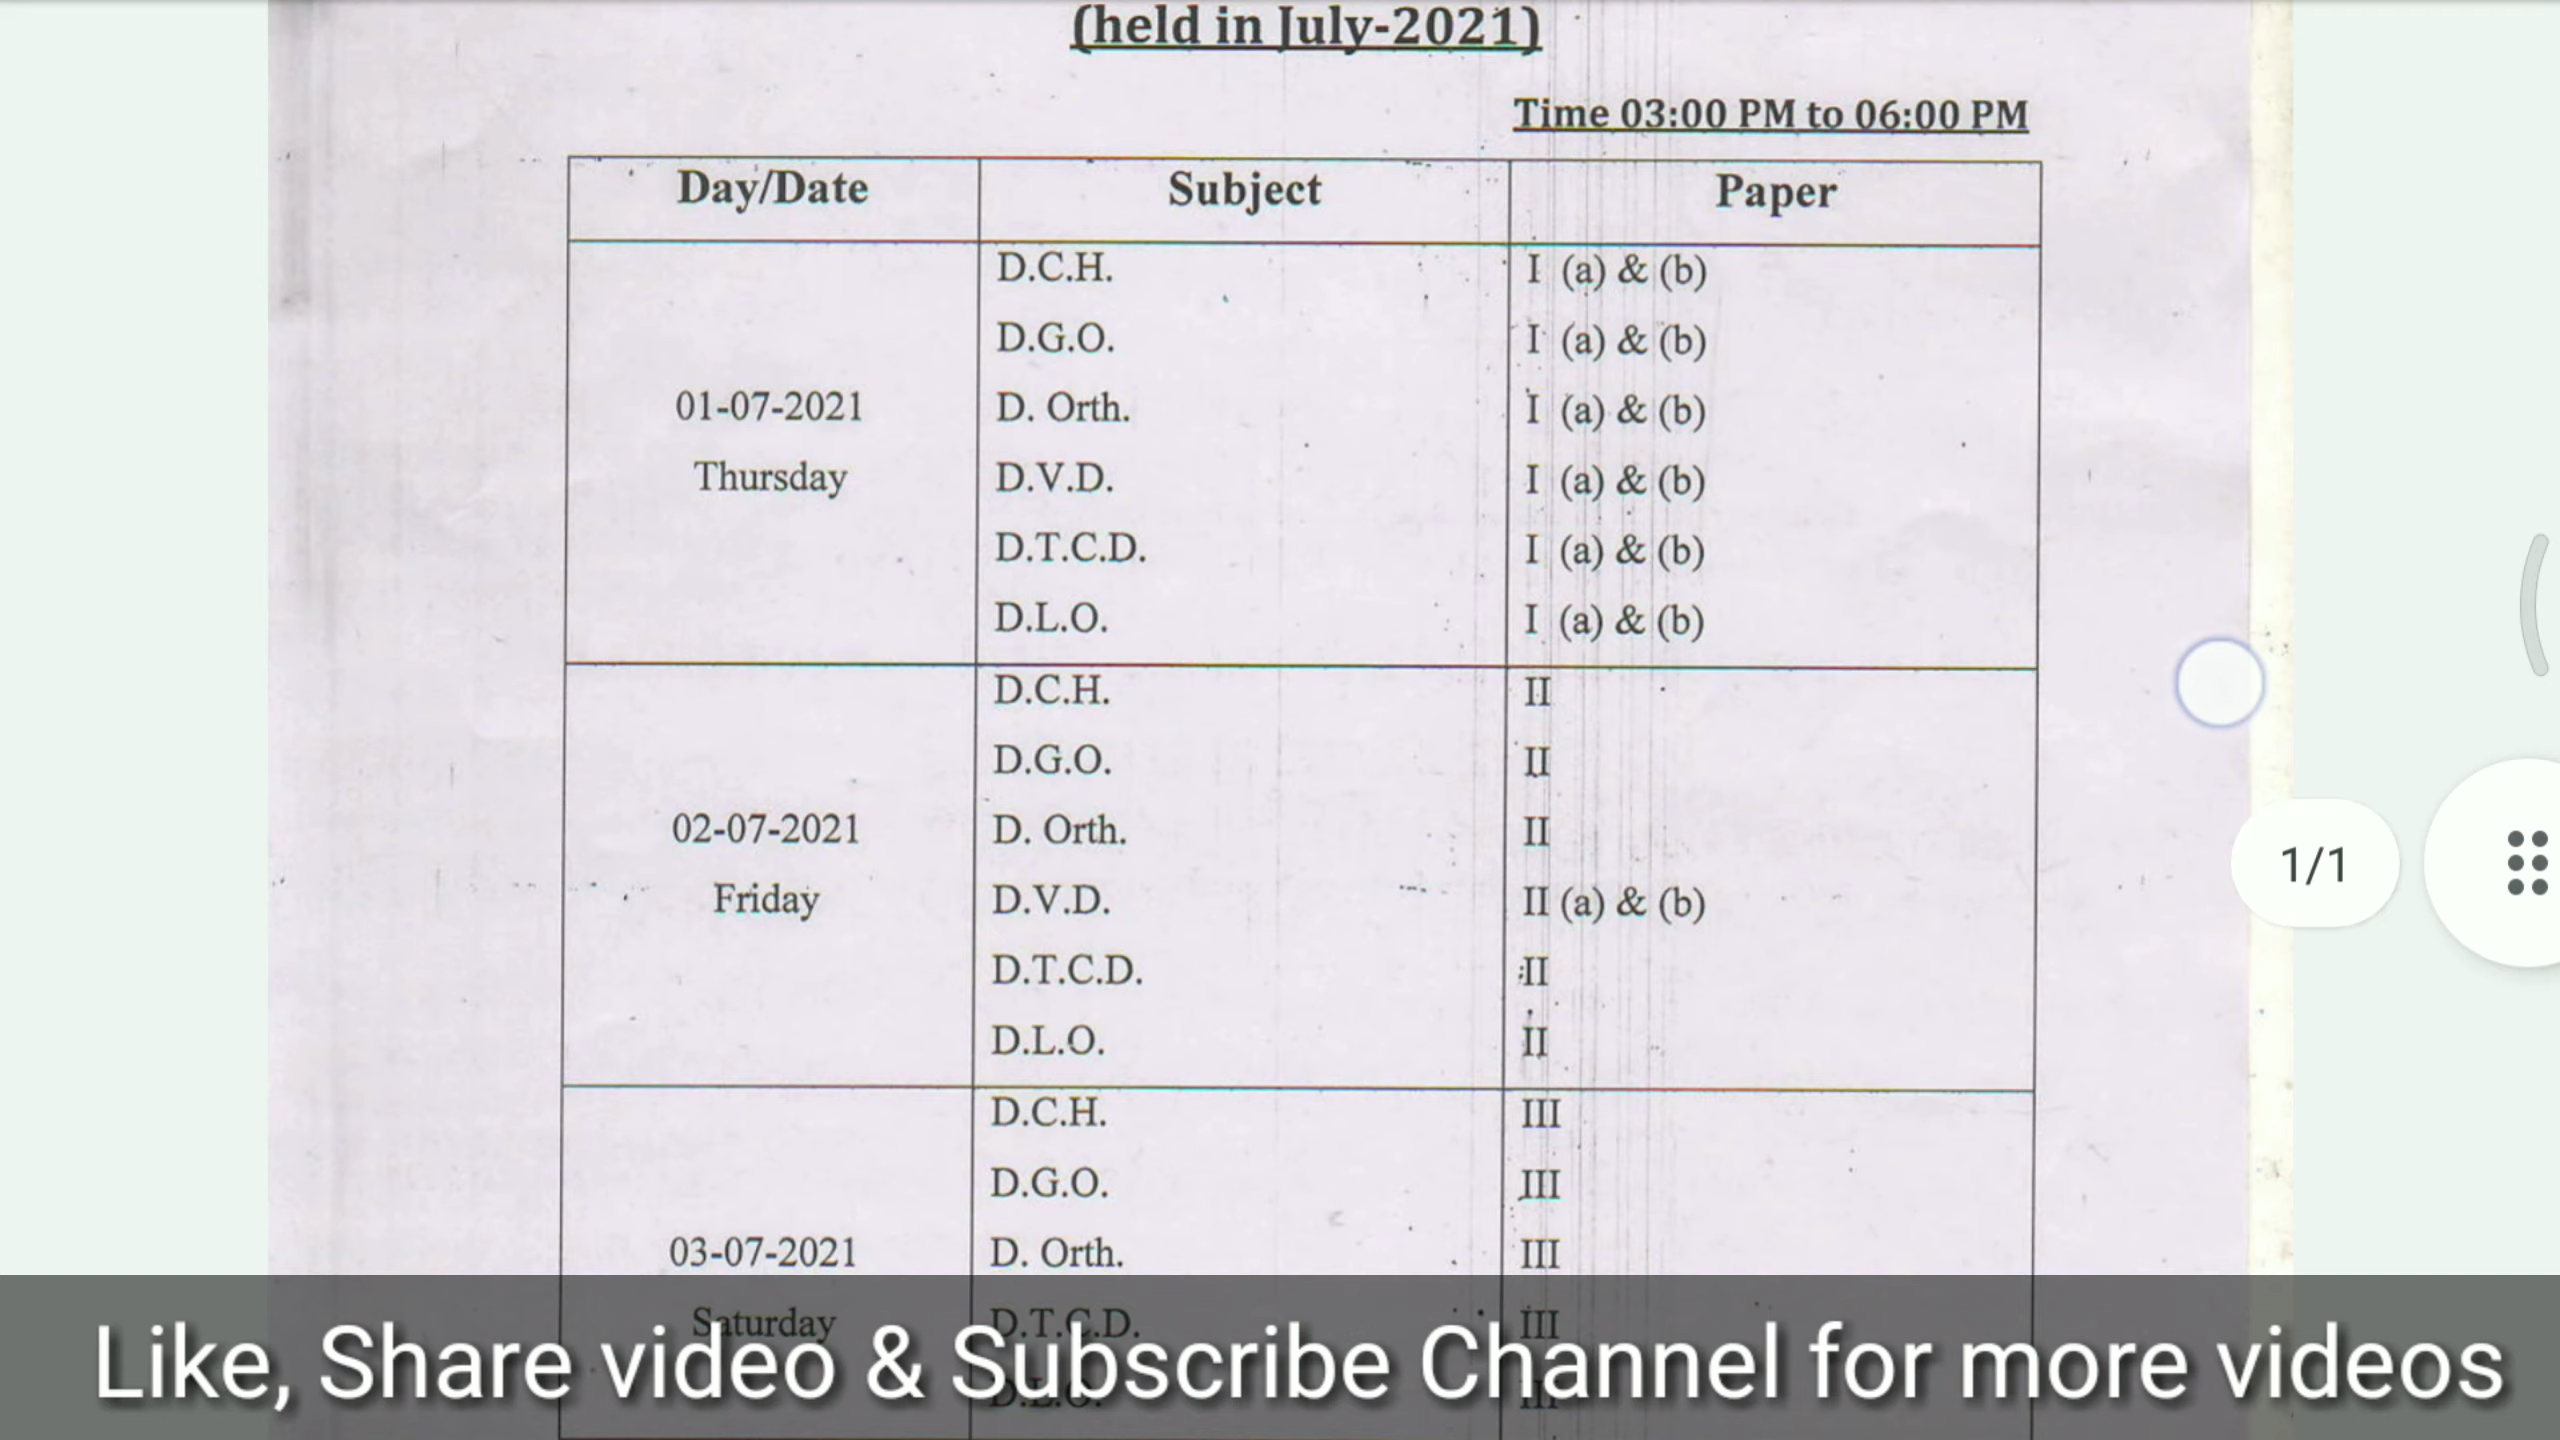 (held in July-2021)
Time 03:00 PM to 06:00 PM
Day/Date Subject Paper
D.C.H. I (a) & (b)
D.G.O. I (a) & (b)
01-07-2021 D. Orth. I (a) & (b)
Thursday D.V.D. I (a) & (b)
D.T.C.D. I (a) & (b)
D.L.O. I (a) & (b)
D.C.H. II
D.G.O. II
02-07-2021 D. Orth. II
Friday D.V.D. II (a) & (b)
D.T.C.D. II
D.L.O. II
D.C.H. III
D.G.O. III
03-07-2021 D. Orth. III
Saturday D.T.C.D. III
D.L.O. III
1/1
Like, Share video & Subscribe Channel for more videos